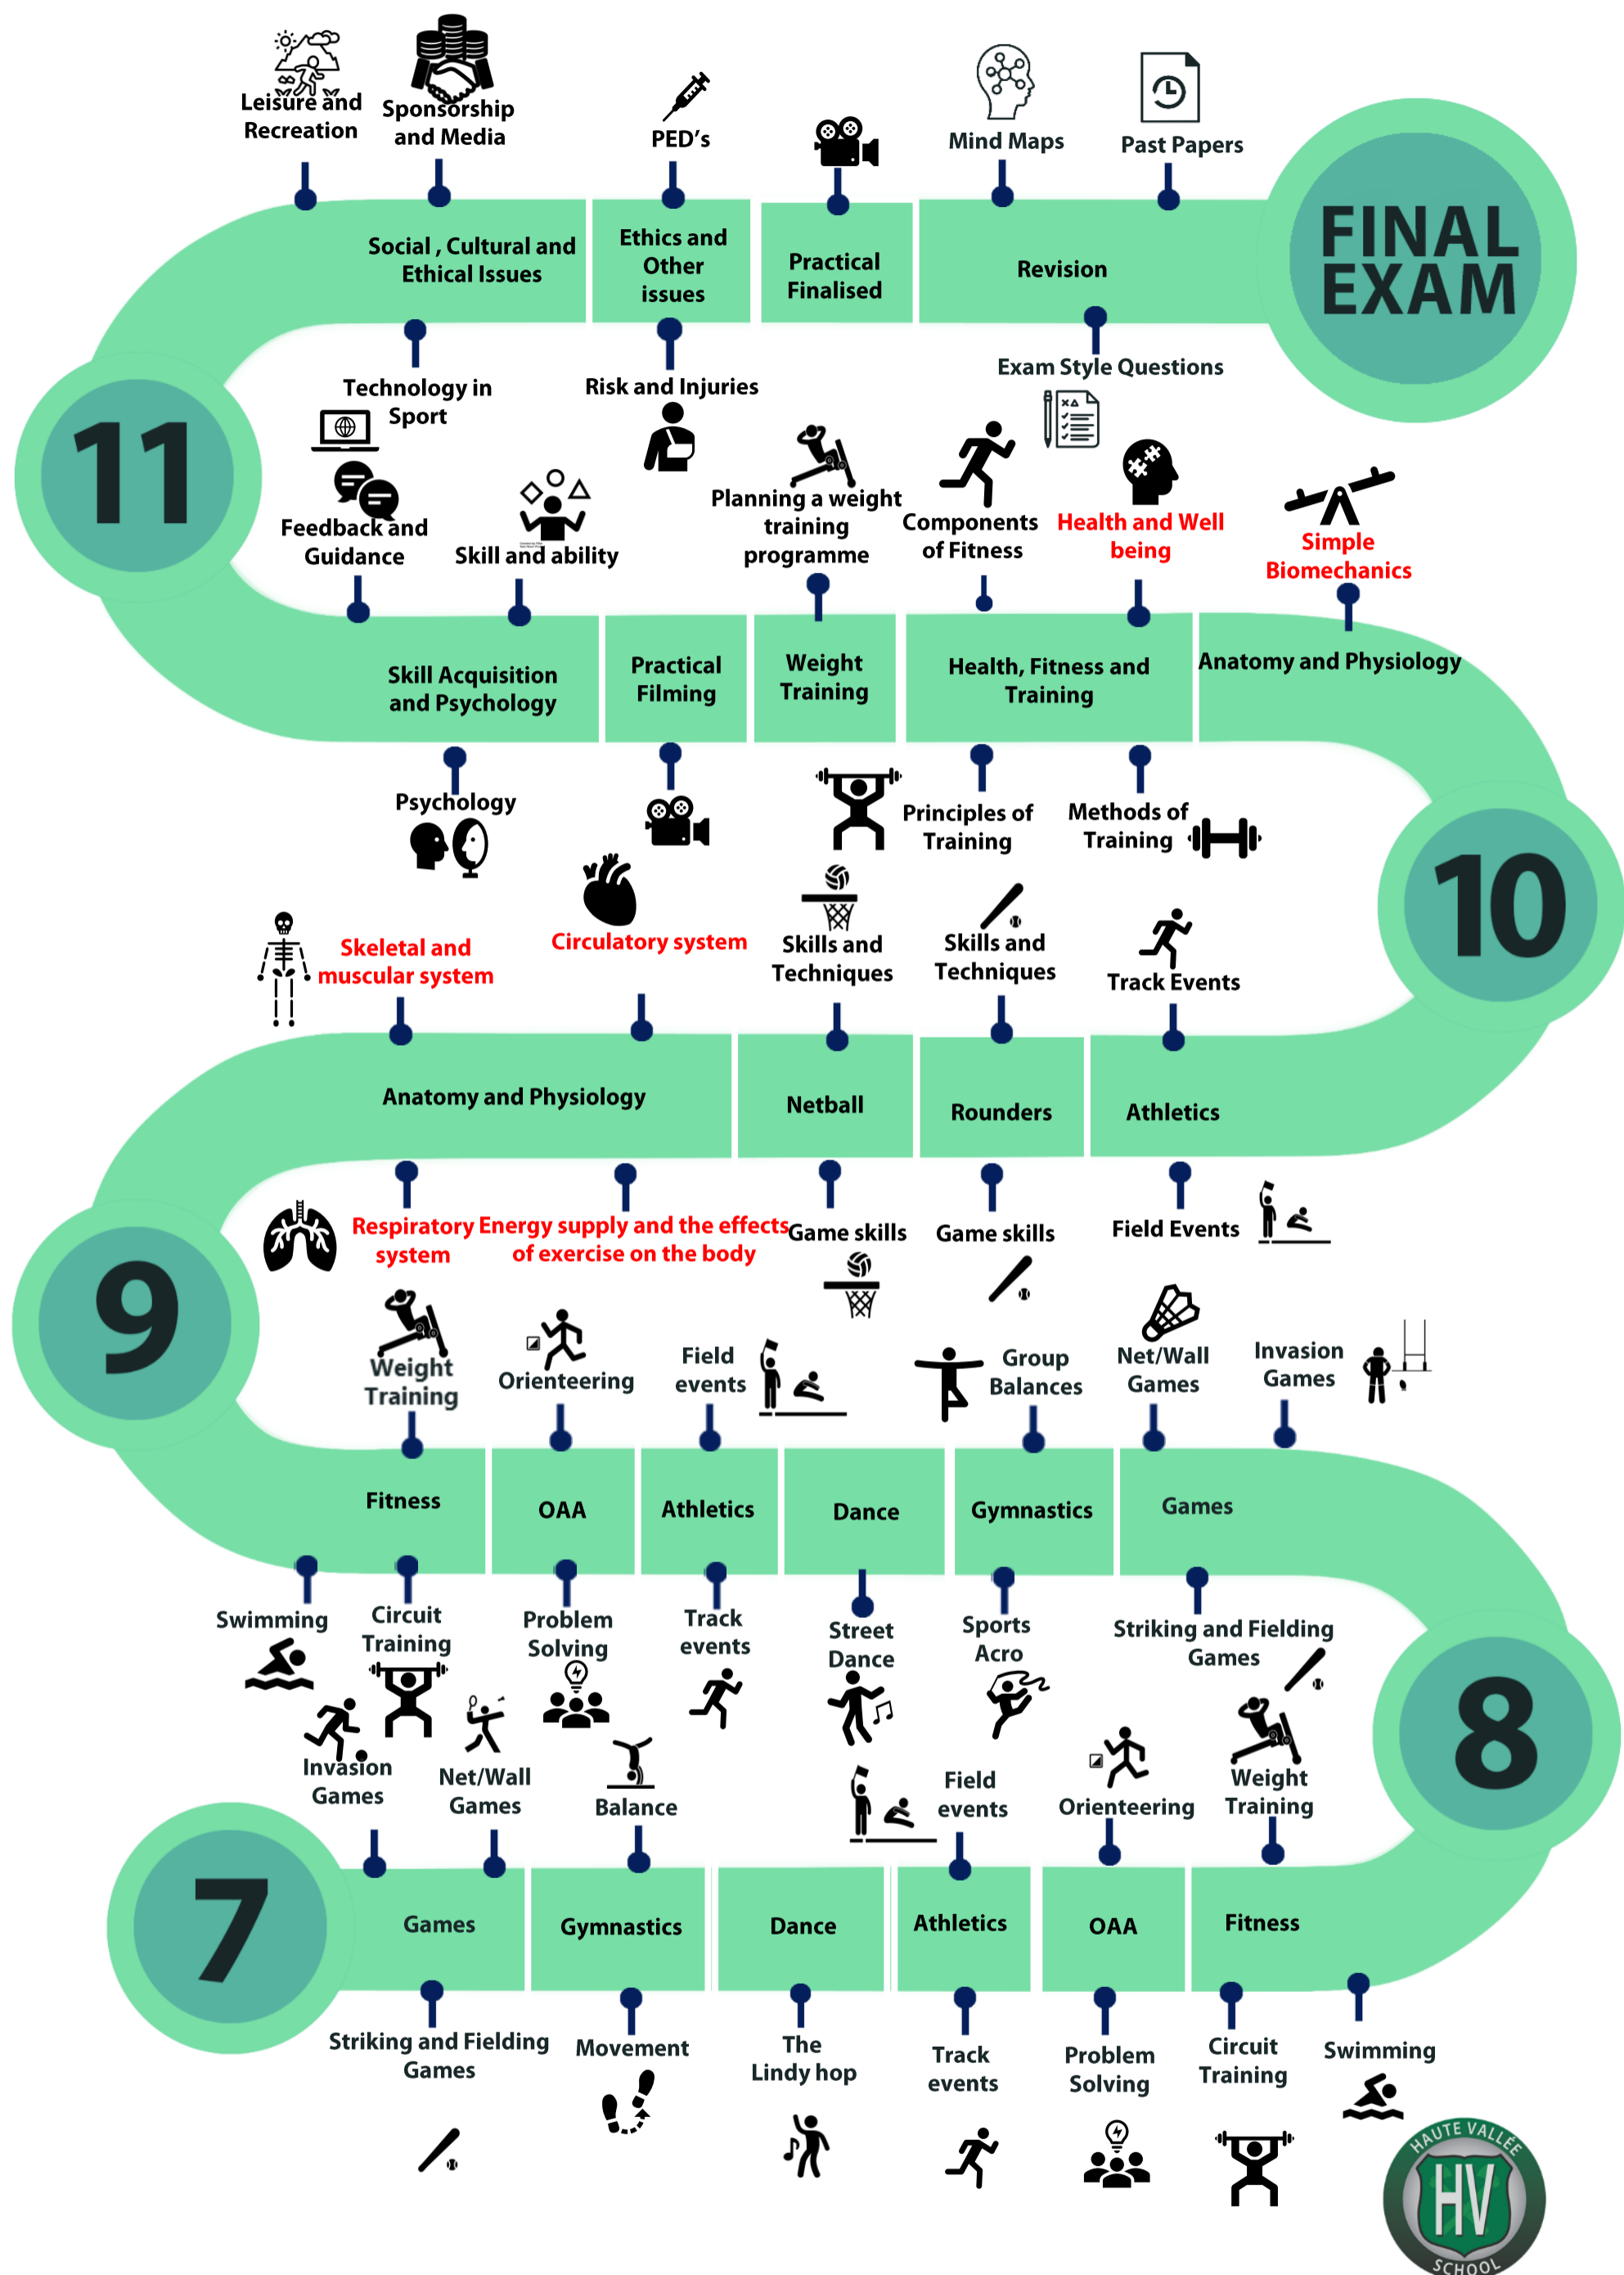 Leisure and
Recreation
Sponsorship
and Media
PED's
Mind Maps
Past Papers
Social , Cultural and
Ethical Issues
Ethics and
Other
issues
Practical
Finalised
Revision
FINAL
EXAM
Technology in
Sport
Risk and Injuries
Exam Style Questions
11
Feedback and
Guidance
Skill and ability
Planning a weight
training
programme
Components
of Fitness
Health and Well
being
Simple
Biomechanics
Skill Acquisition
and Psychology
Practical
Filming
Weight
Training
Health, Fitness and
Training
Anatomy and Physiology
Psychology
Principles of
Training
Methods of
Training
10
Skeletal and
muscular system
Circulatory system
Skills and
Techniques
Skills and
Techniques
Track Events
Anatomy and Physiology
Netball
Rounders
Athletics
Respiratory
system
Energy supply and the effects
of exercise on the body
Game skills
Game skills
Field Events
9
Weight
Training
Orienteering
Field
events
Group
Balances
Net/Wall
Games
Invasion
Games
Fitness
OAA
Athletics
Dance
Gymnastics
Games
Swimming
Circuit
Training
Problem
Solving
Track
events
Street
Dance
Sports
Acro
Striking and Fielding
Games
8
Invasion
Games
Net/Wall
Games
Balance
Field
events
Orienteering
Weight
Training
7
Games
Gymnastics
Dance
Athletics
OAA
Fitness
Striking and Fielding
Games
Movement
The
Lindy hop
Track
events
Problem
Solving
Circuit
Training
Swimming
HAUTE VALLÉE
HV
SCHOOL